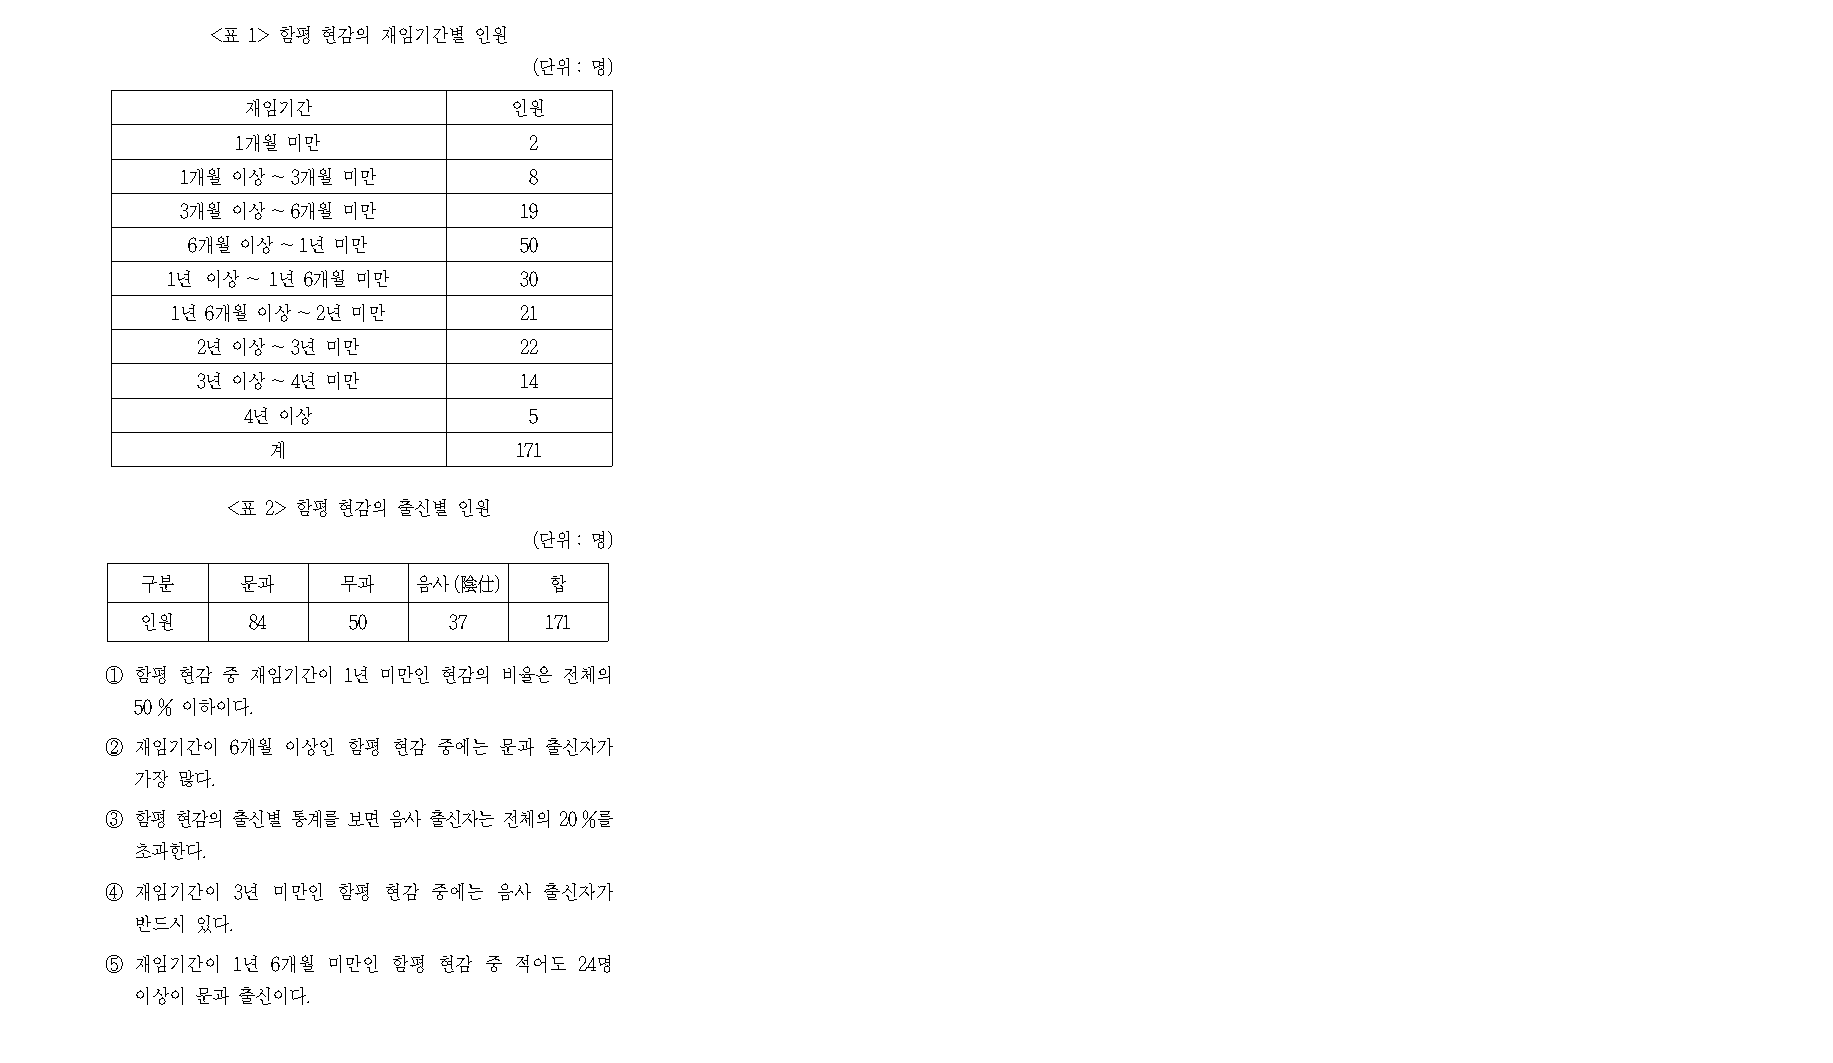 <표 1> 함평 현감의 재임기간별 인원
(단위 : 명)
재임기간 인원
1개월 미만 2
1개월 이상 ~ 3개월 미만 8
3개월 이상 ~ 6개월 미만 19
6개월 이상 ~ 1년 미만 50
1년 이상 ~ 1년 6개월 미만 30
1년 6개월 이상 ~ 2년 미만 21
2년 이상 ~ 3년 미만 22
3년 이상 ~ 4년 미만 14
4년 이상 5
계 171
<표 2> 함평 현감의 출신별 인원
(단위 : 명)
구분 문과 무과 음사(陰仕) 합
인원 84 50 37 171
① 함평 현감 중 재임기간이 1년 미만인 현감의 비율은 전체의
50 % 이하이다.
② 재임기간이 6개월 이상인 함평 현감 중에는 문과 출신자가
가장 많다.
③ 함평 현감의 출신별 통계를 보면 음사 출신자는 전체의 20 %를
초과한다.
④ 재임기간이 3년 미만인 함평 현감 중에는 음사 출신자가
반드시 있다.
⑤ 재임기간이 1년 6개월 미만인 함평 현감 중 적어도 24명
이상이 문과 출신이다.